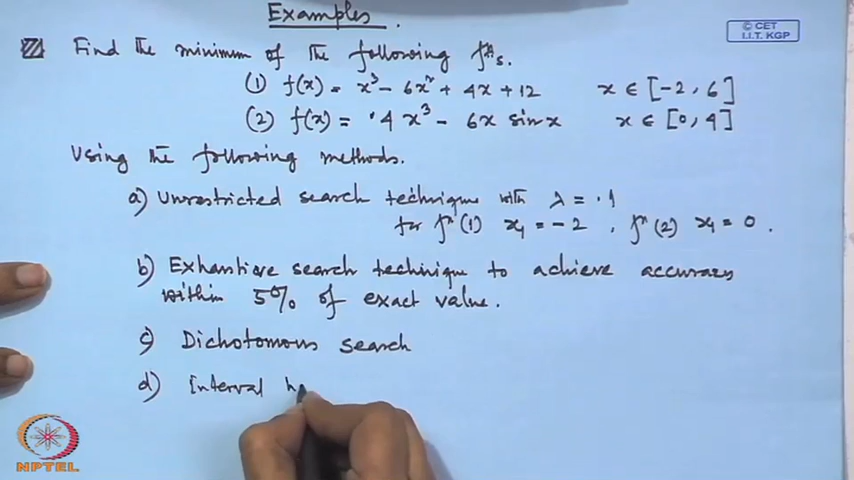 Examples.
© CET
I.I.T. KGP
Find the minimum of the following fⁿs.
(1) f(x) = x³ - 6x² + 4x + 12 x ∈ [-2, 6]
(2) f(x) = ·4 x³ - 6x sin x x ∈ [0, 4]
Using the following methods.
a) Unrestricted search technique with λ = ·1
for fⁿ(1) x₁ = -2, fⁿ(2) x₁ = 0.
b) Exhaustive search technique to achieve accuracy
within 5% of exact value.
c) Dichotomous search
d) Interval h
NPTEL